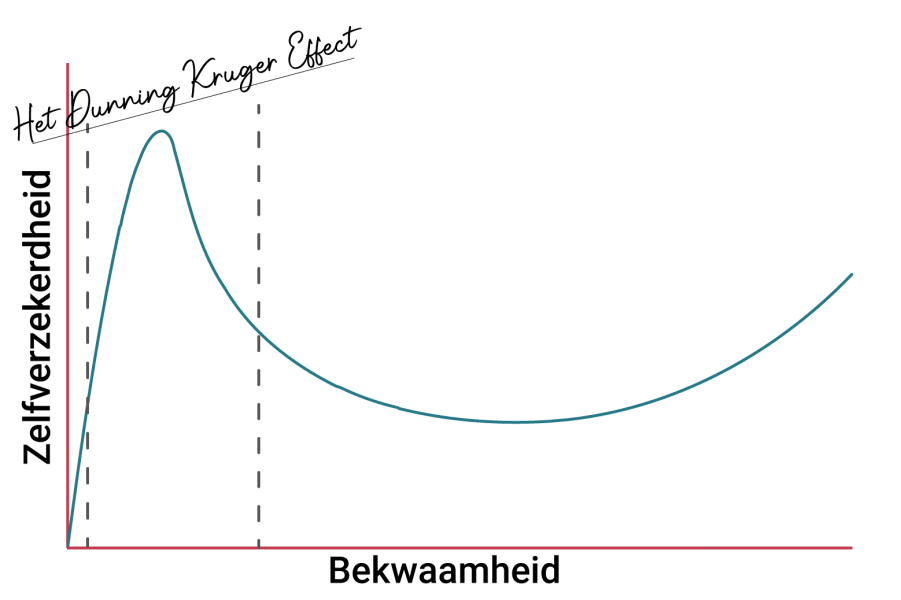 Het Dunning Kruger Effect
Zelfverzekerdheid
Bekwaamheid